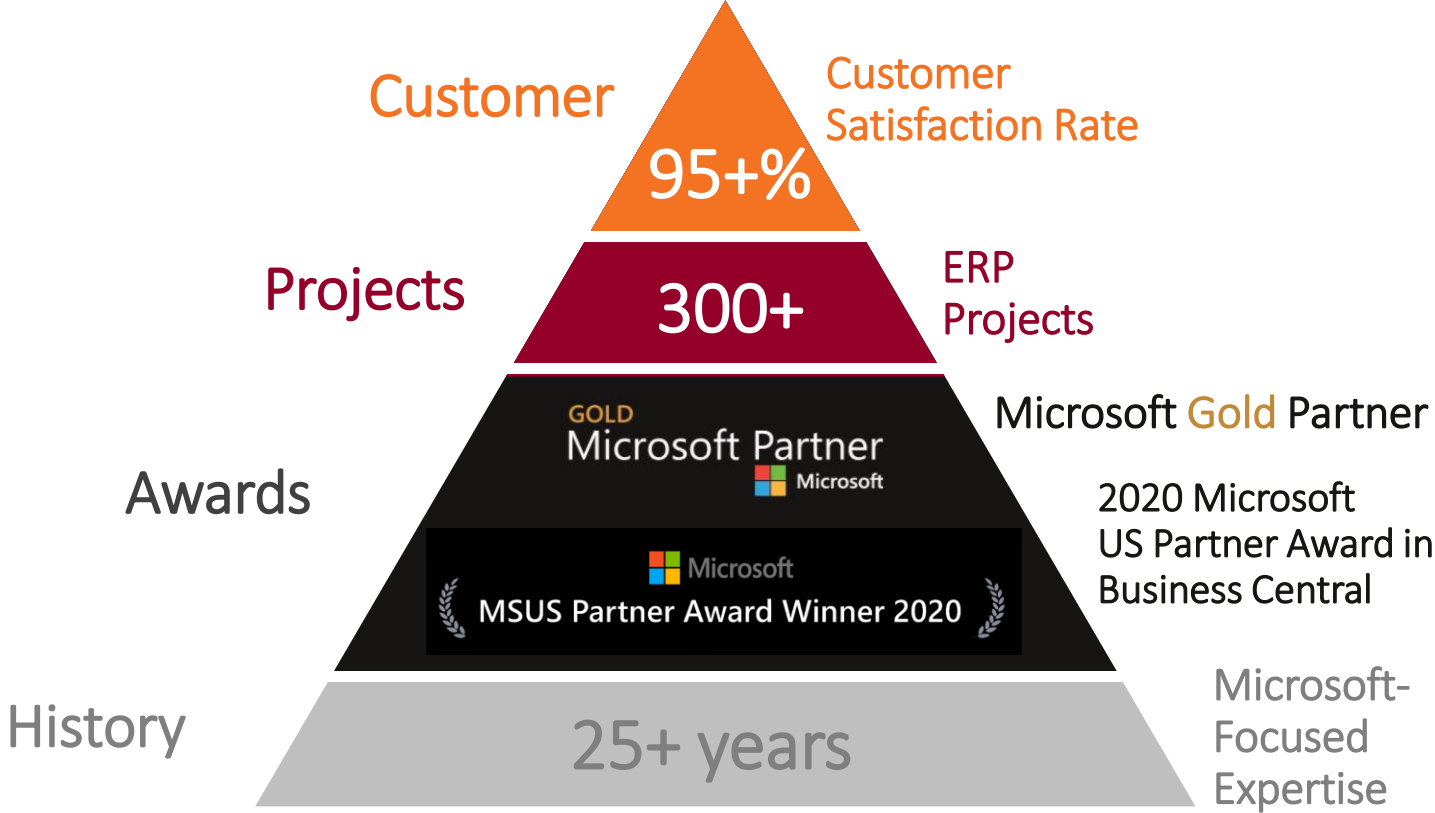 Customer
95+%
Customer
Satisfaction Rate
Projects
300+
ERP
Projects
Awards
GOLD
Microsoft Partner
Microsoft
Microsoft
MSUS Partner Award Winner 2020
Microsoft Gold Partner
2020 Microsoft
US Partner Award in
Business Central
History
25+ years
Microsoft-
Focused
Expertise